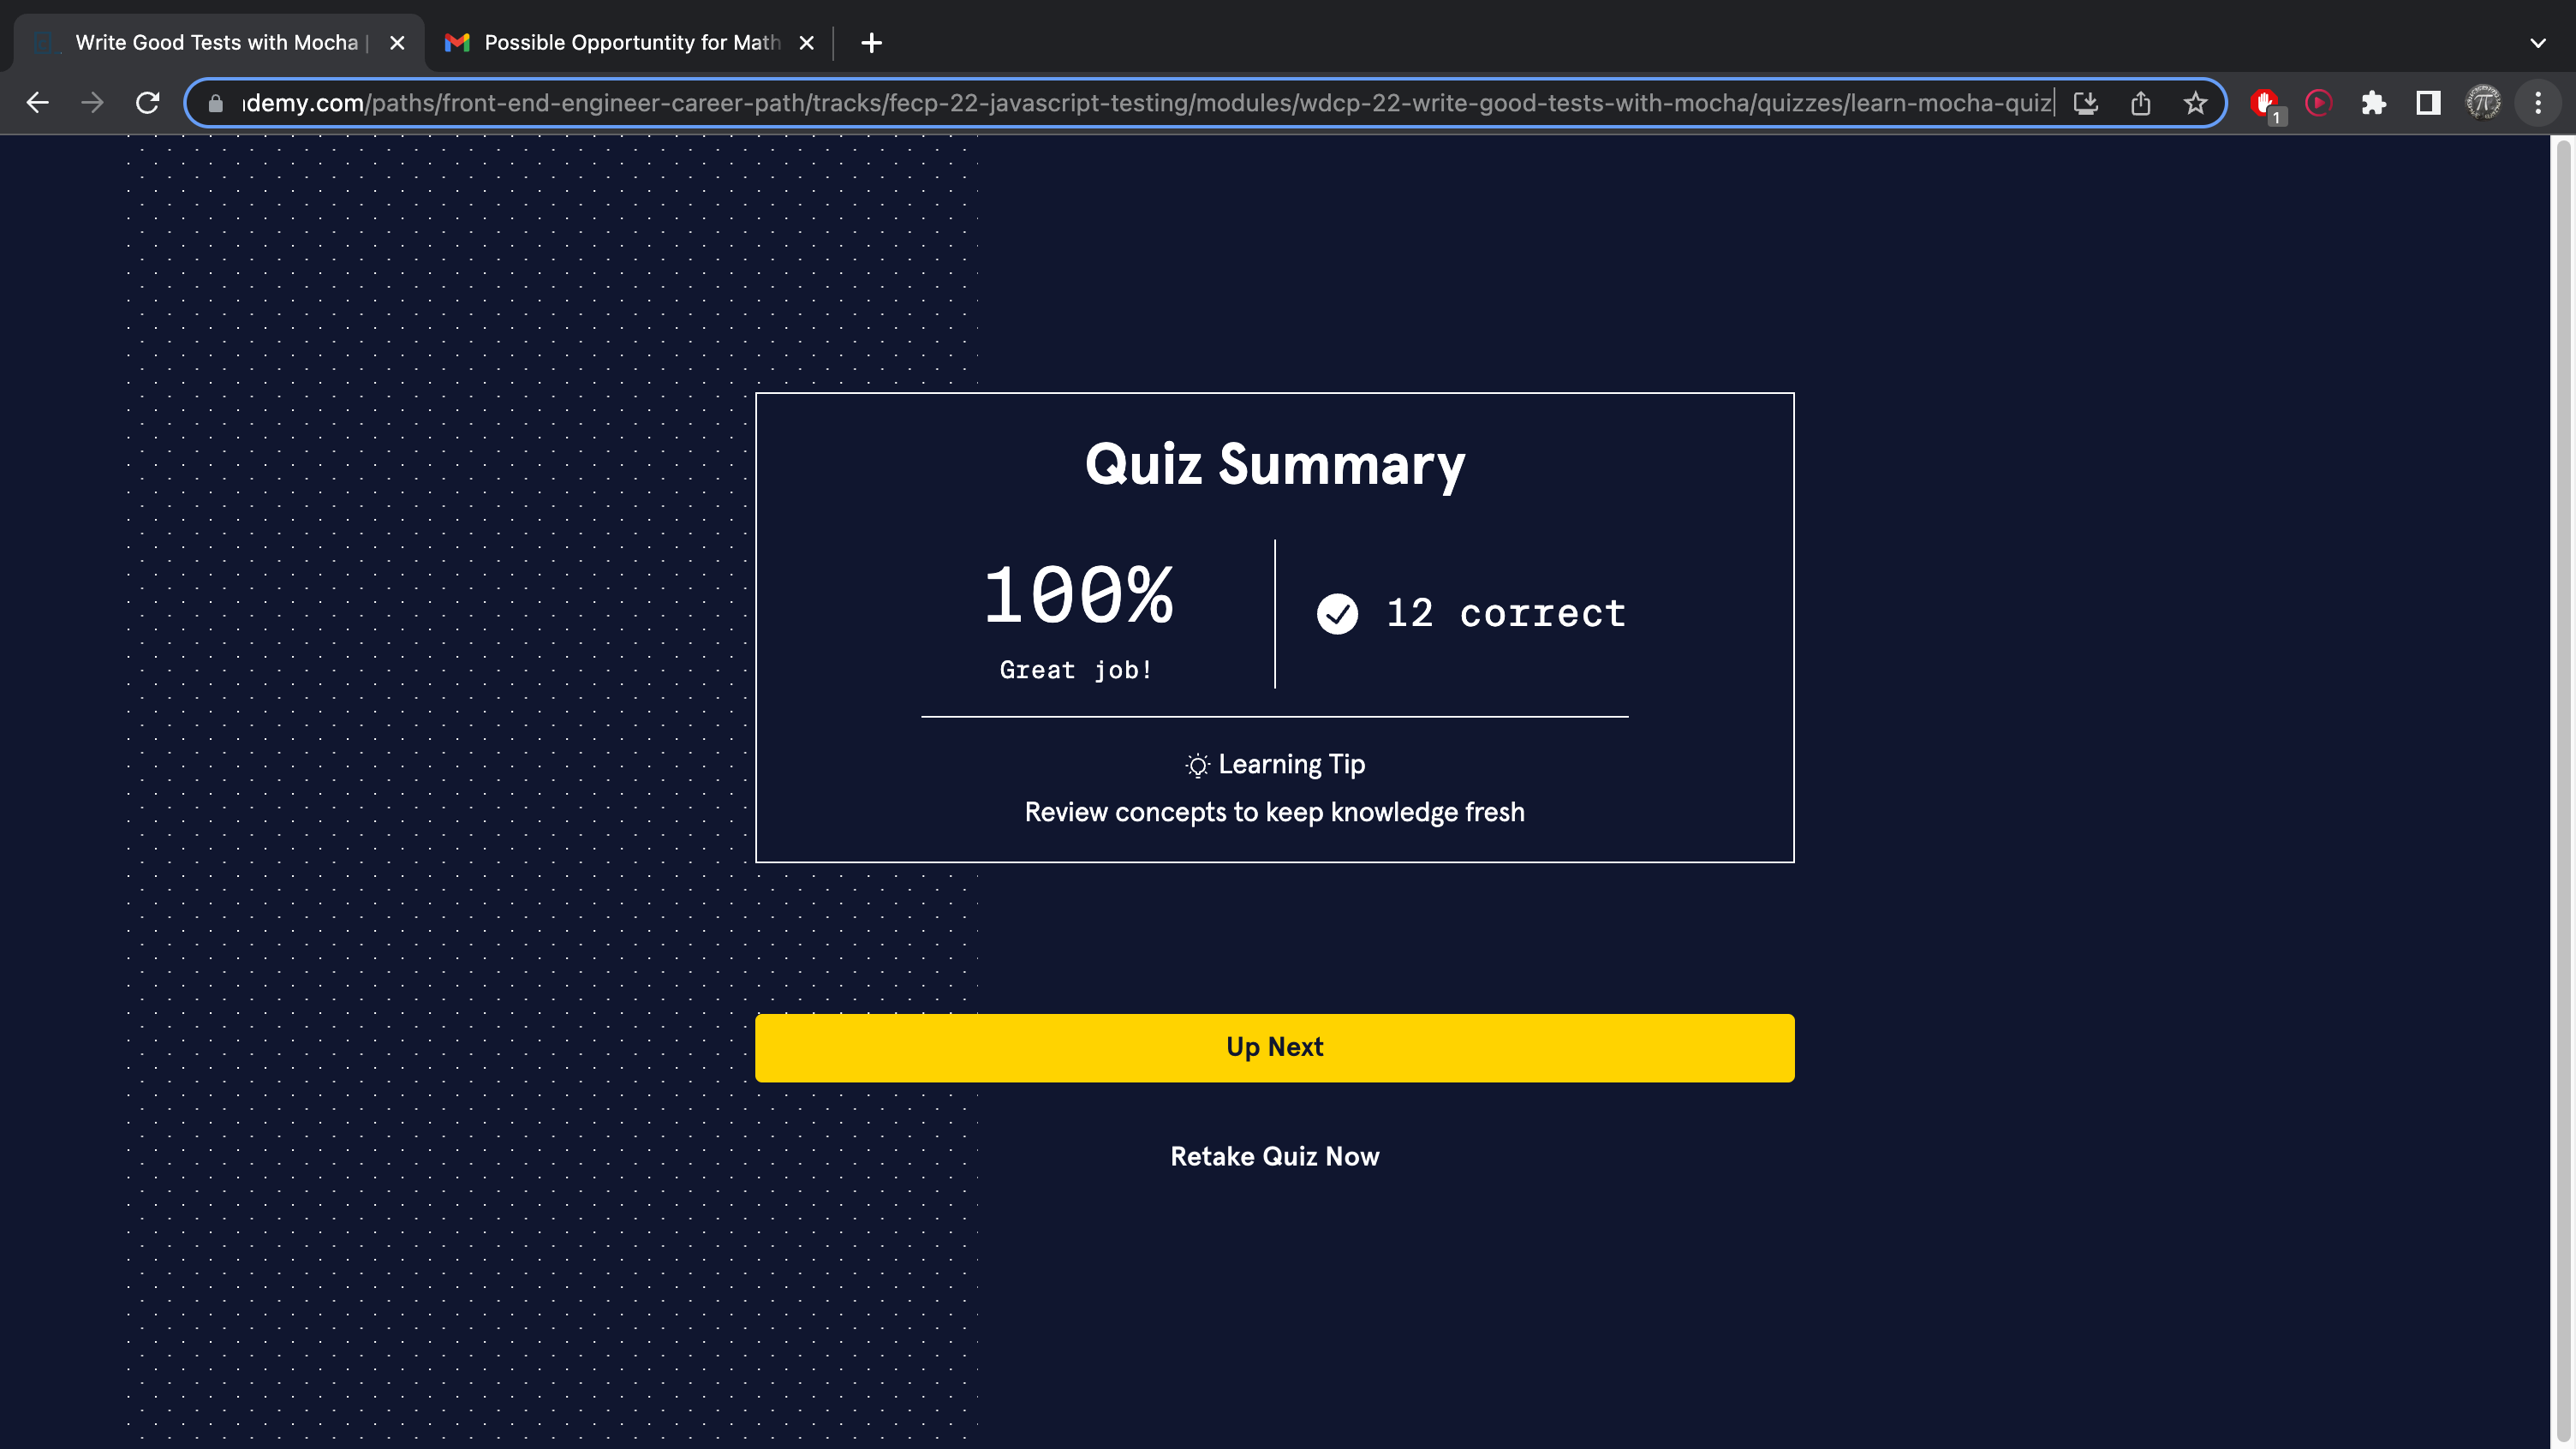 Write Good Tests with Mocha |
Possible Opportuntity for Math
demy.com/paths/front-end-engineer-career-path/tracks/fecp-22-javascript-testing/modules/wdcp-22-write-good-tests-with-mocha/quizzes/learn-mocha-quiz
1
Quiz Summary
100%
Great job!
12 correct
Learning Tip
Review concepts to keep knowledge fresh
Up Next
Retake Quiz Now